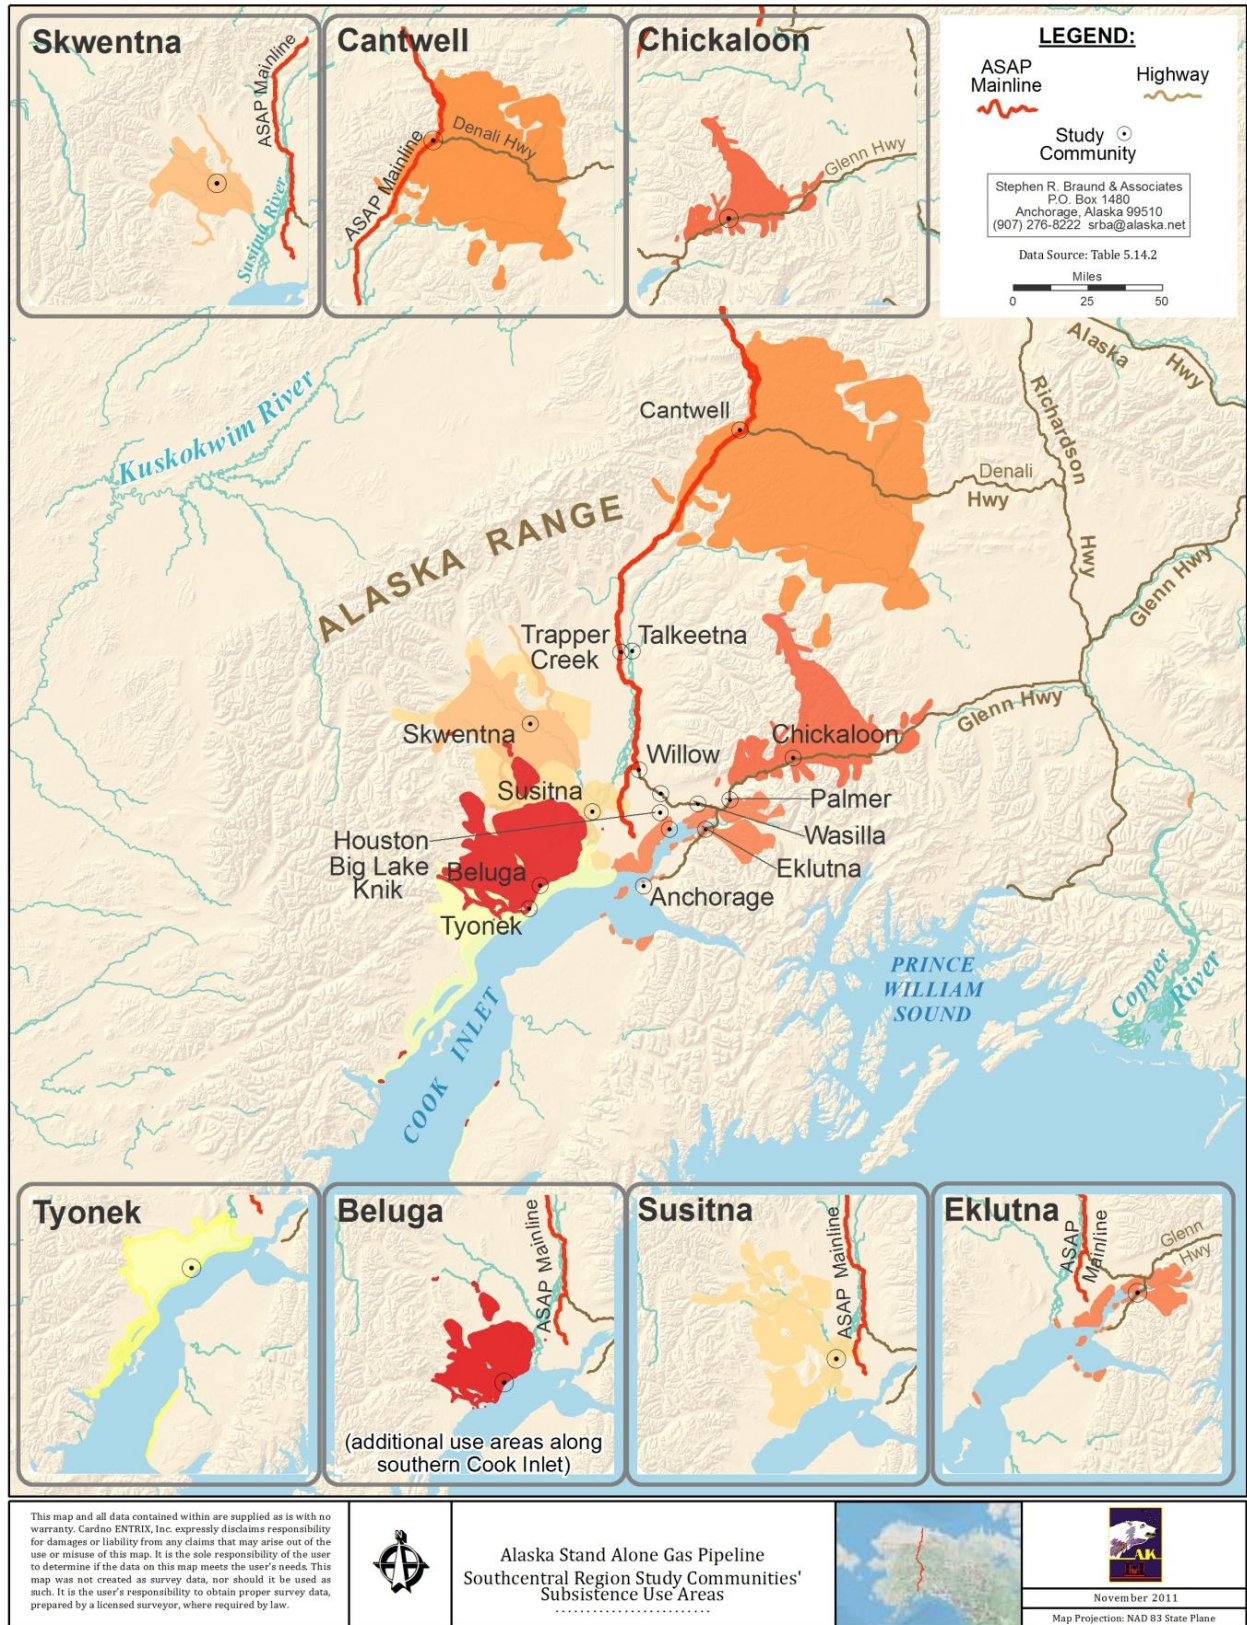 Skwentna
ASAP Mainline
Susitna River
Cantwell
ASAP Mainline
Denali Hwy
Chickaloon
Glenn Hwy
LEGEND:
ASAP
Mainline
Highway
Study
Community
Stephen R. Braund & Associates
P.O. Box 1480
Anchorage, Alaska 99510
(907) 276-8222 srba@alaska.net
Data Source: Table 5.14.2
Miles
0 25 50
Kuskokwim River
ALASKA RANGE
Cantwell
Denali
Hwy
Richardson
Hwy
Alaska
Hwy
Glenn Hwy
Trapper
Creek
Talkeetna
Skwentna
Willow
Chickaloon
Glenn Hwy
Susitna
Palmer
Wasilla
Houston
Big Lake
Knik
Beluga
Eklutna
Anchorage
Tyonek
COOK INLET
PRINCE
WILLIAM
SOUND
Copper
River
Tyonek
Beluga
ASAP Mainline
(additional use areas along
southern Cook Inlet)
Susitna
ASAP Mainline
Eklutna
ASAP
Mainline
Glenn
Hwy
This map and all data contained within are supplied as is with no
warranty. Cardno ENTRIX, Inc. expressly disclaims responsibility
for damages or liability from any claims that may arise out of the
use or misuse of this map. It is the sole responsibility of the user
to determine if the data on this map meets the user's needs. This
map was not created as survey data, nor should it be used as
such. It is the user's responsibility to obtain proper survey data,
prepared by a licensed surveyor, where required by law.
N
Alaska Stand Alone Gas Pipeline
Southcentral Region Study Communities'
Subsistence Use Areas
AK
November 2011
Map Projection: NAD 83 State Plane